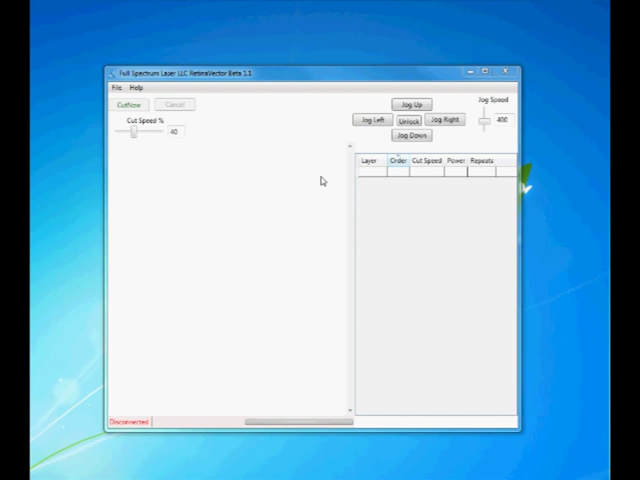 Full Spectrum Laser LLC RetinaVector Beta 1.1
File Help
CutNow Cancel
Jog Up
Jog Speed
Cut Speed %
Jog Left Unlock Jog Right
400
40
Jog Down
Layer Order Cut Speed Power Repeats
Disconnected